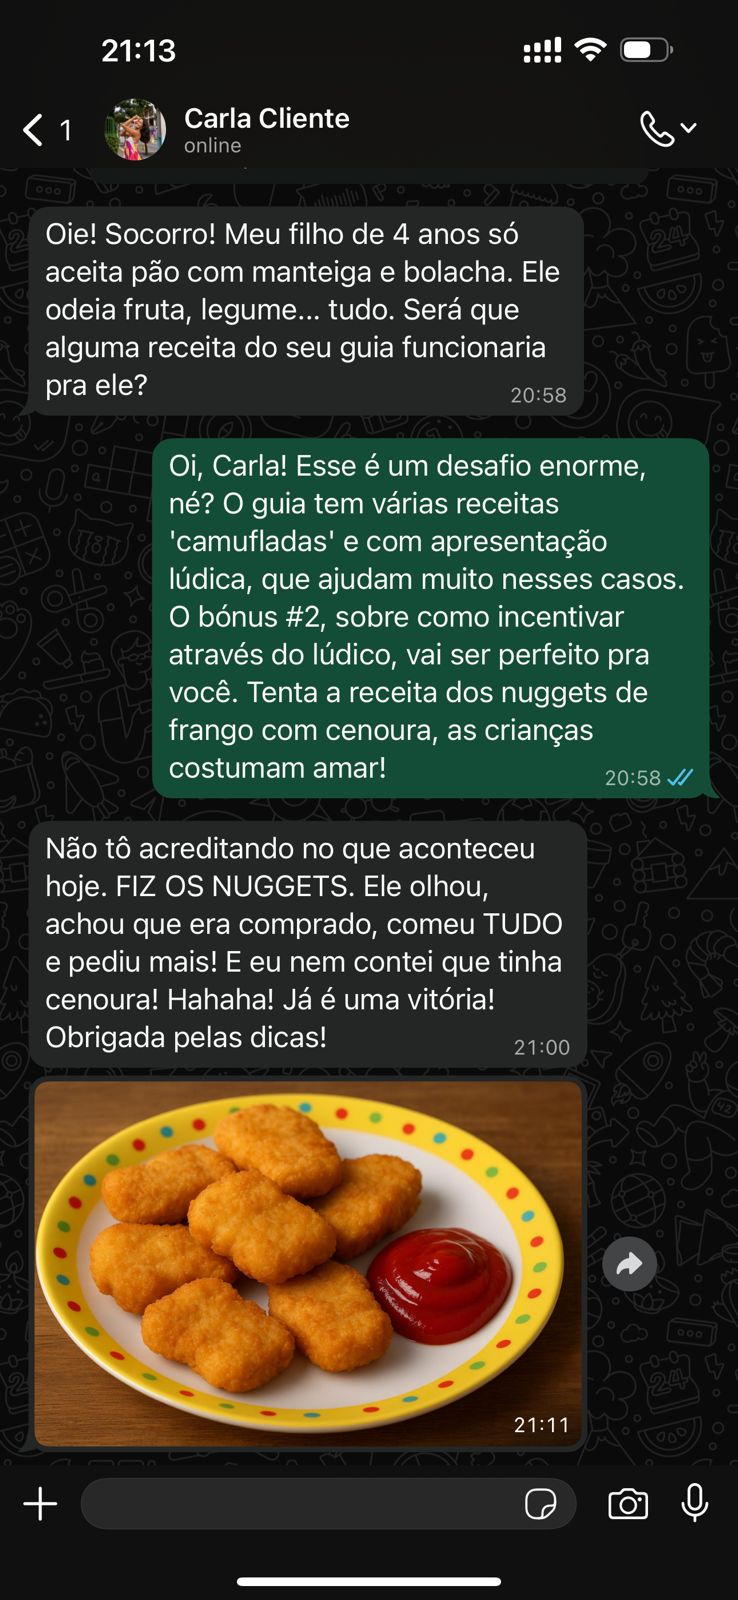 21:13
1
Carla Cliente
online
Oie! Socorro! Meu filho de 4 anos só
aceita pão com manteiga e bolacha. Ele
odeia fruta, legume... tudo. Será que
alguma receita do seu guia funcionaria
pra ele?
20:58
Oi, Carla! Esse é um desafio enorme,
né? O guia tem várias receitas
'camufladas' e com apresentação
lúdica, que ajudam muito nesses casos.
O bónus #2, sobre como incentivar
através do lúdico, vai ser perfeito pra
você. Tenta a receita dos nuggets de
frango com cenoura, as crianças
costumam amar!
20:58
Não tô acreditando no que aconteceu
hoje. FIZ OS NUGGETS. Ele olhou,
achou que era comprado, comeu TUDO
e pediu mais! E eu nem contei que tinha
cenoura! Hahaha! Já é uma vitória!
Obrigada pelas dicas!
21:00
21:11